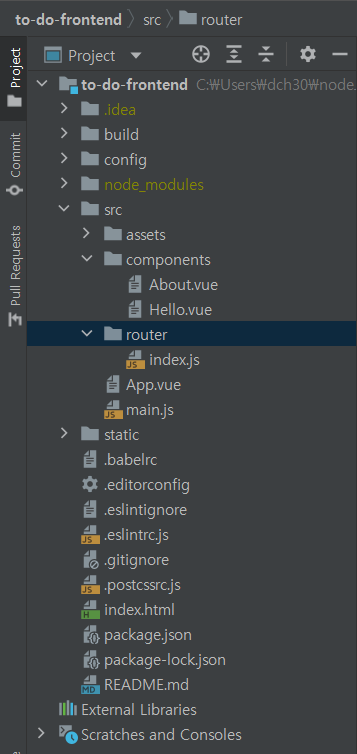 to-do-frontend src router
Project
Project
Commit
Pull Requests
to-do-frontend C:₩Users₩dch30₩node.
.idea
build
config
node_modules
src
assets
components
About.vue
Hello.vue
router
index.js
App.vue
main.js
static
.babelrc
.editorconfig
.eslintignore
.eslintrc.js
.gitignore
.postcssrc.js
index.html
package.json
package-lock.json
README.md
External Libraries
Scratches and Consoles